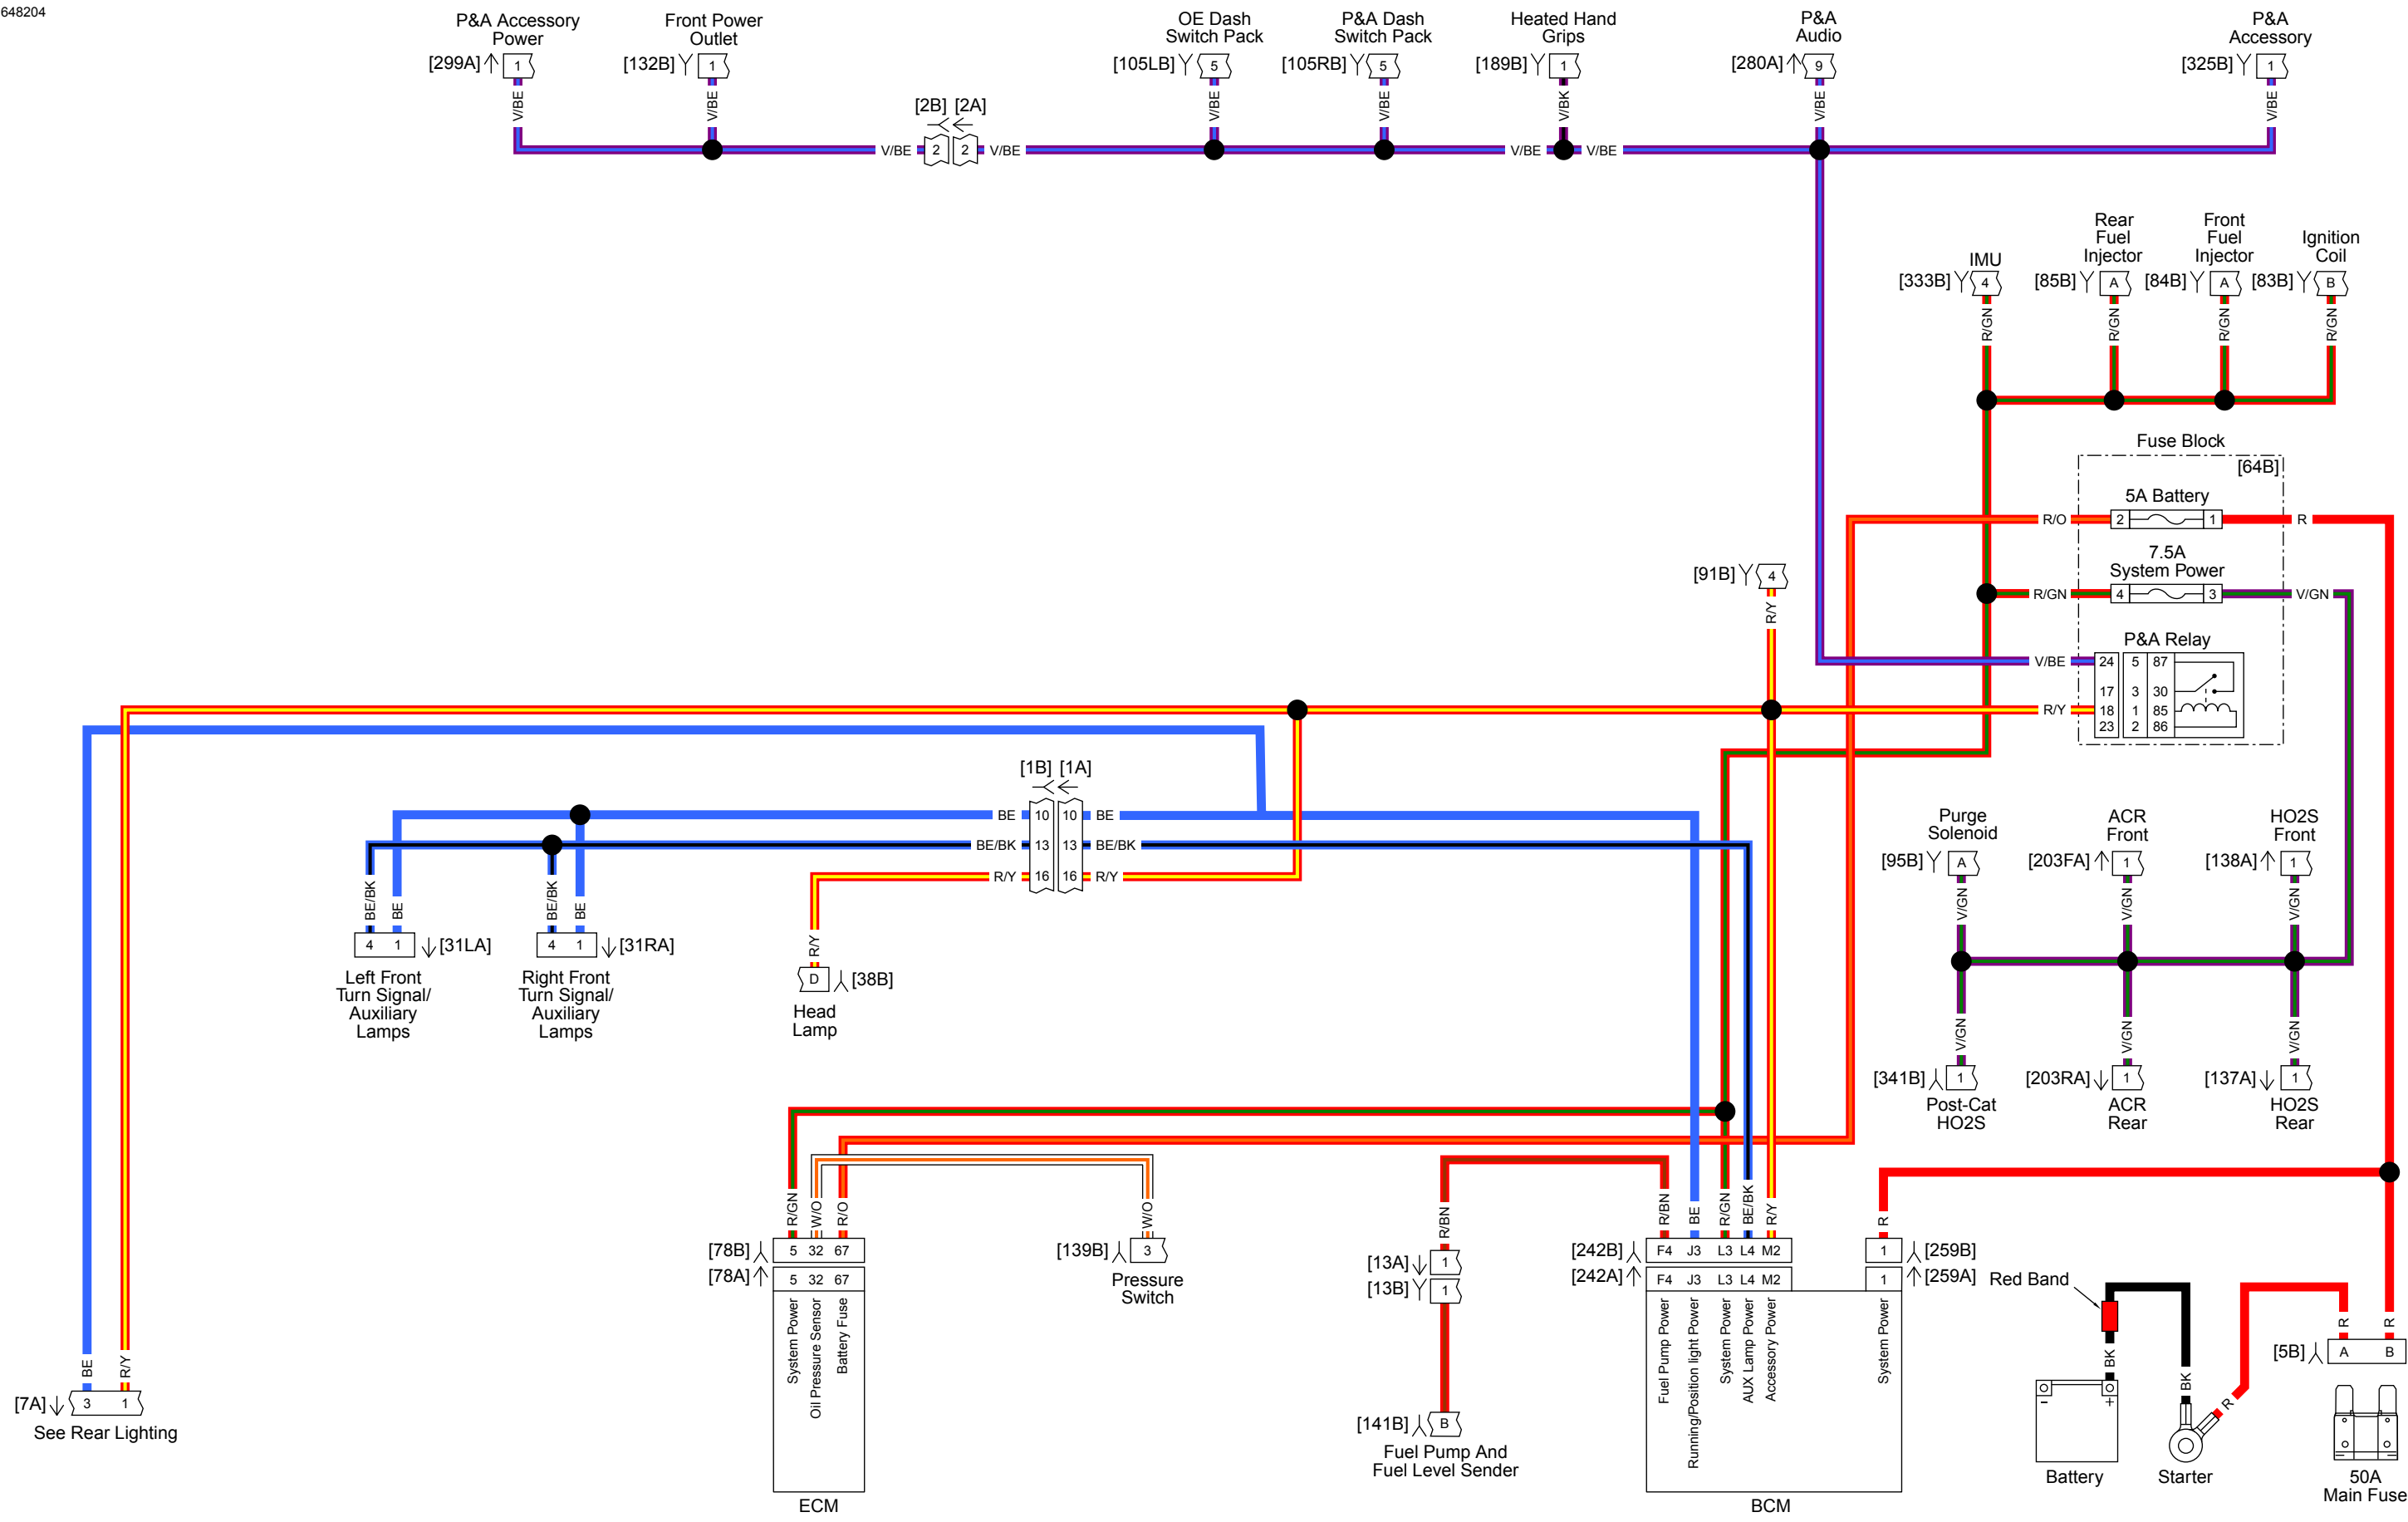 648204
P&A Accessory
Power
[299A]
1
V/BE
Front Power
Outlet
[132B]
1
V/BE
[2B] [2A]
V/BE
2
2
V/BE
OE Dash
Switch Pack
[105LB]
5
V/BE
P&A Dash
Switch Pack
[105RB]
5
V/BE
Heated Hand
Grips
[189B]
1
V/BK
V/BE
V/BE
P&A
Audio
[280A]
9
V/BE
P&A
Accessory
[325B]
1
V/BE
IMU
[333B]
4
R/GN
Rear
Fuel
Injector
[85B]
A
R/GN
Front
Fuel
Injector
[84B]
A
R/GN
Ignition
Coil
[83B]
B
R/GN
Fuse Block
[64B]
5A Battery
R/O
2
1
R
7.5A
System Power
R/GN
4
3
V/GN
P&A Relay
V/BE
24 5 87
17 3 30
R/Y
18 1 85
23 2 86
[91B]
4
R/Y
[1B] [1A]
BE 10 10 BE
BE/BK 13 13 BE/BK
R/Y 16 16 R/Y
BE/BK
BE
4 1
[31LA]
Left Front
Turn Signal/
Auxiliary
Lamps
BE/BK
BE
4 1
[31RA]
Right Front
Turn Signal/
Auxiliary
Lamps
R/Y
D
[38B]
Head
Lamp
Purge
Solenoid
[95B]
A
V/GN
ACR
Front
[203FA]
1
V/GN
HO2S
Front
[138A]
1
V/GN
V/GN
[341B]
1
Post-Cat
HO2S
V/GN
[203RA]
1
ACR
Rear
V/GN
[137A]
1
HO2S
Rear
R/GN
W/O
R/O
[78B]
5 32 67
[78A]
5 32 67
System Power
Oil Pressure Sensor
Battery Fuse
ECM
W/O
[139B]
3
Pressure
Switch
R/BN
[13A]
1
[13B]
1
[141B]
B
Fuel Pump And
Fuel Level Sender
R/BN
BE
R/GN
BE/BK
R/Y
R
[242B]
F4 J3 L3 L4 M2
1
[259B]
[242A]
F4 J3 L3 L4 M2
1
[259A]
Fuel Pump Power
Running/Position light Power
System Power
AUX Lamp Power
Accessory Power
System Power
BCM
Red Band
BK
-
+
Battery
BK
R
Starter
R
R
[5B]
A B
50A
Main Fuse
BE
R/Y
[7A]
3 1
See Rear Lighting